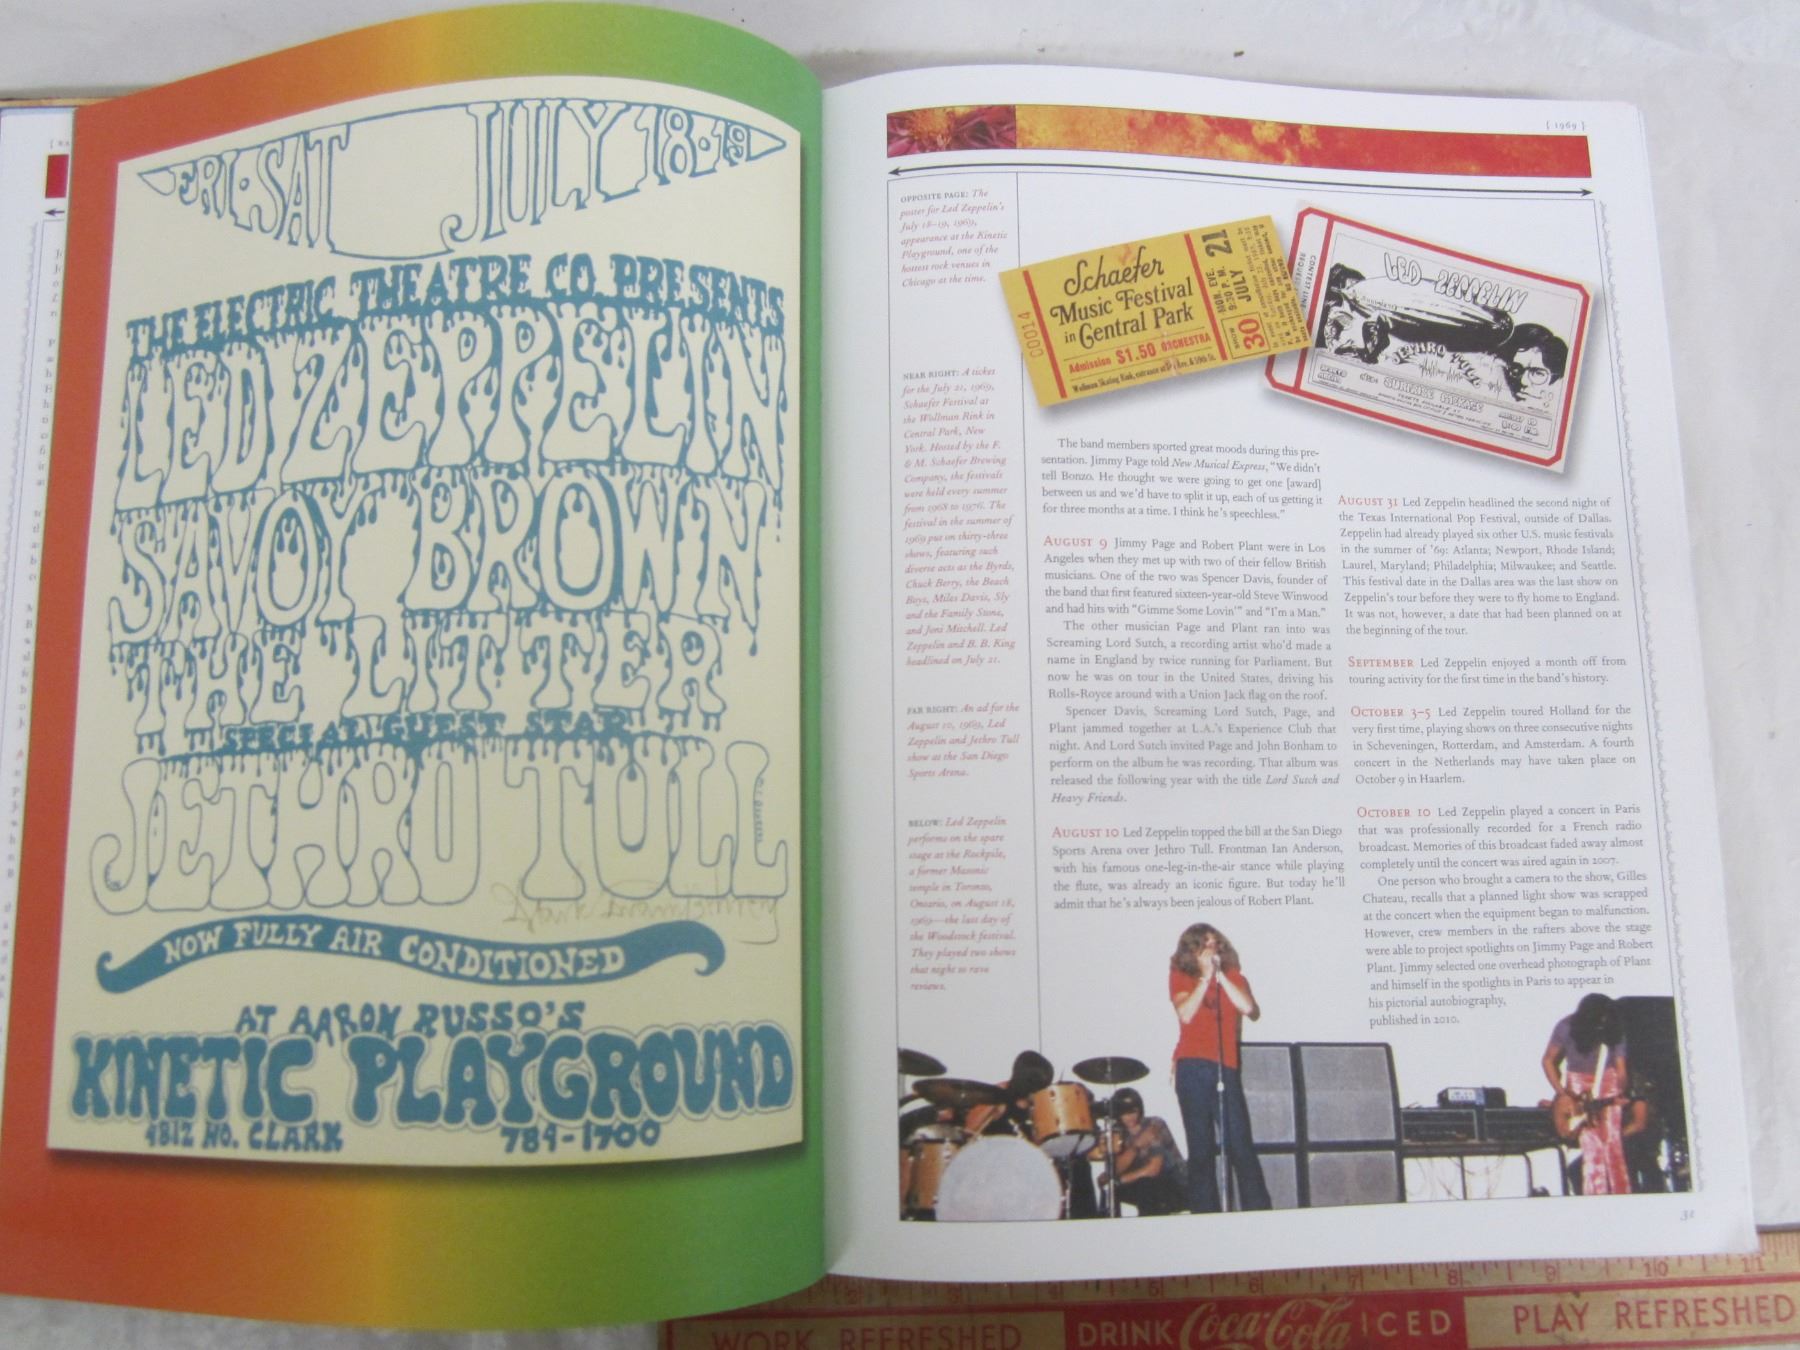 FRI·SAT JULY 18·19
THE ELECTRIC THEATRE CO. PRESENTS
LED ZEPPELIN
SAVOY BROWN
THE LITTER
SPECIAL GUEST STAR
JETHRO TULL
NOW FULLY AIR CONDITIONED
AT AARON RUSSO'S
KINETIC PLAYGROUND
4812 NO. CLARK 784-1700
{ 1969 }
OPPOSITE PAGE: The
poster for Led Zeppelin's
July 18–19, 1969,
appearance at the Kinetic
Playground, one of the
hottest rock venues in
Chicago at the time.
NEAR RIGHT: A ticket
for the July 21, 1969,
Schaefer Festival at
the Wollman Rink in
Central Park, New
York. Hosted by the F.
& M. Schaefer Brewing
Company, the festivals
were held every summer
from 1968 to 1976. The
festival in the summer of
1969 put on thirty-three
shows, featuring such
diverse acts as the Byrds,
Chuck Berry, the Beach
Boys, Miles Davis, Sly
and the Family Stone,
and Joni Mitchell. Led
Zeppelin and B. B. King
headlined on July 21.
FAR RIGHT: An ad for the
August 10, 1969, Led
Zeppelin and Jethro Tull
show at the San Diego
Sports Arena.
BELOW: Led Zeppelin
performs on the spare
stage at the Rockpile,
a former Masonic
temple in Toronto,
Ontario, on August 18,
1969—the last day of
the Woodstock festival.
They played two shows
that night to rave
reviews.
00014
Schaefer
Music Festival
in Central Park
Admission $1.50 ORCHESTRA
Wollman Skating Rink, entrance at
MON. EVE.
9:30 P. M.
JULY 21
30
CONTEST LINE
LED ZEPPELIN
JETHRO TULL
The band members sported great moods during this pre-
sentation. Jimmy Page told New Musical Express, "We didn't
tell Bonzo. He thought we were going to get one [award]
between us and we'd have to split it up, each of us getting it
for three months at a time. I think he's speechless."
AUGUST 9 Jimmy Page and Robert Plant were in Los
Angeles when they met up with two of their fellow British
musicians. One of the two was Spencer Davis, founder of
the band that first featured sixteen-year-old Steve Winwood
and had hits with "Gimme Some Lovin'" and "I'm a Man."
The other musician Page and Plant ran into was
Screaming Lord Sutch, a recording artist who'd made a
name in England by twice running for Parliament. But
now he was on tour in the United States, driving his
Rolls-Royce around with a Union Jack flag on the roof.
Spencer Davis, Screaming Lord Sutch, Page, and
Plant jammed together at L.A.'s Experience Club that
night. And Lord Sutch invited Page and John Bonham to
perform on the album he was recording. That album was
released the following year with the title Lord Sutch and
Heavy Friends.
AUGUST 10 Led Zeppelin topped the bill at the San Diego
Sports Arena over Jethro Tull. Frontman Ian Anderson,
with his famous one-leg-in-the-air stance while playing
the flute, was already an iconic figure. But today he'll
admit that he's always been jealous of Robert Plant.
AUGUST 31 Led Zeppelin headlined the second night of
the Texas International Pop Festival, outside of Dallas.
Zeppelin had already played six other U.S. music festivals
in the summer of '69: Atlanta; Newport, Rhode Island;
Laurel, Maryland; Philadelphia; Milwaukee; and Seattle.
This festival date in the Dallas area was the last show on
Zeppelin's tour before they were to fly home to England.
It was not, however, a date that had been planned on at
the beginning of the tour.
SEPTEMBER Led Zeppelin enjoyed a month off from
touring activity for the first time in the band's history.
OCTOBER 3–5 Led Zeppelin toured Holland for the
very first time, playing shows on three consecutive nights
in Scheveningen, Rotterdam, and Amsterdam. A fourth
concert in the Netherlands may have taken place on
October 9 in Haarlem.
OCTOBER 10 Led Zeppelin played a concert in Paris
that was professionally recorded for a French radio
broadcast. Memories of this broadcast faded away almost
completely until the concert was aired again in 2007.
One person who brought a camera to the show, Gilles
Chateau, recalls that a planned light show was scrapped
at the concert when the equipment began to malfunction.
However, crew members in the rafters above the stage
were able to project spotlights on Jimmy Page and Robert
Plant. Jimmy selected one overhead photograph of Plant
and himself in the spotlights in Paris to appear in
his pictorial autobiography,
published in 2010.
31
8 9 10 11
WORK REFRESHED DRINK Coca-Cola ICED PLAY REFRESHED